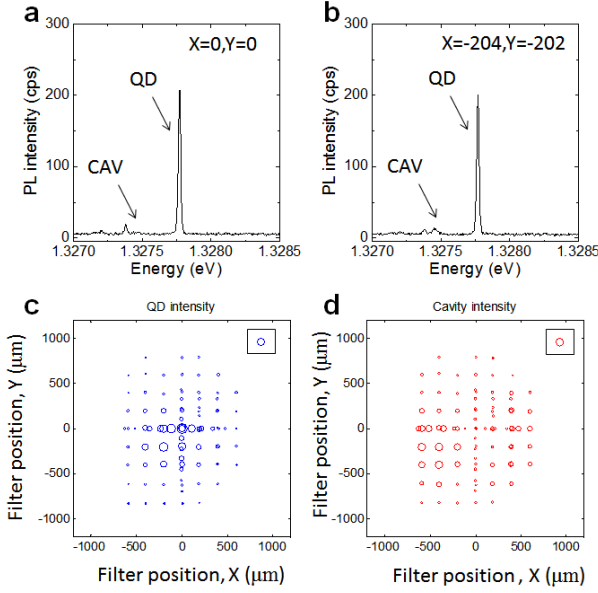 a
X=0,Y=0
QD
CAV
PL intensity (cps)
300
200
100
0
1.3270 1.3275 1.3280 1.3285
Energy (eV)
b
X=-204,Y=-202
QD
CAV
PL intensity (cps)
300
200
100
0
1.3270 1.3275 1.3280 1.3285
Energy (eV)
c
QD intensity
Filter position, Y (μm)
1000
500
0
-500
-1000
-1000 -500 0 500 1000
Filter position, X (μm)
d
Cavity intensity
Filter position, Y (μm)
1000
500
0
-500
-1000
-1000 -500 0 500 1000
Filter position , X (μm)